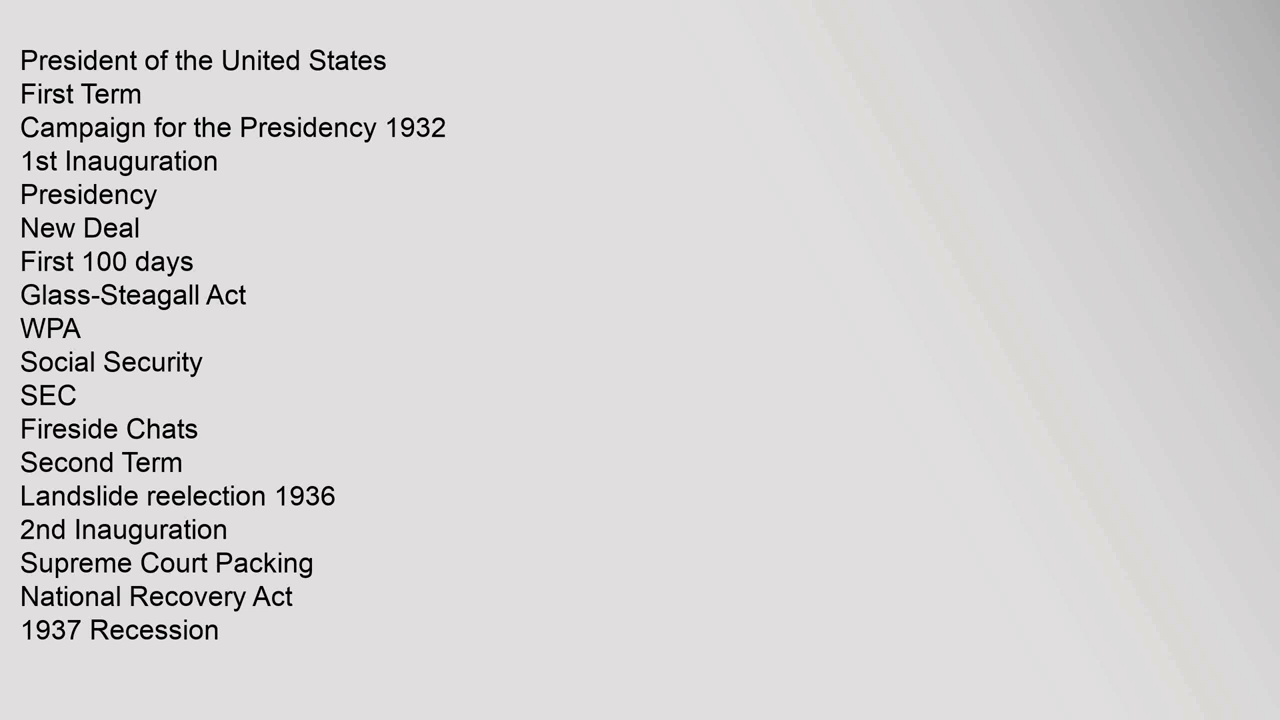 President of the United States
First Term
Campaign for the Presidency 1932
1st Inauguration
Presidency
New Deal
First 100 days
Glass-Steagall Act
WPA
Social Security
SEC
Fireside Chats
Second Term
Landslide reelection 1936
2nd Inauguration
Supreme Court Packing
National Recovery Act
1937 Recession